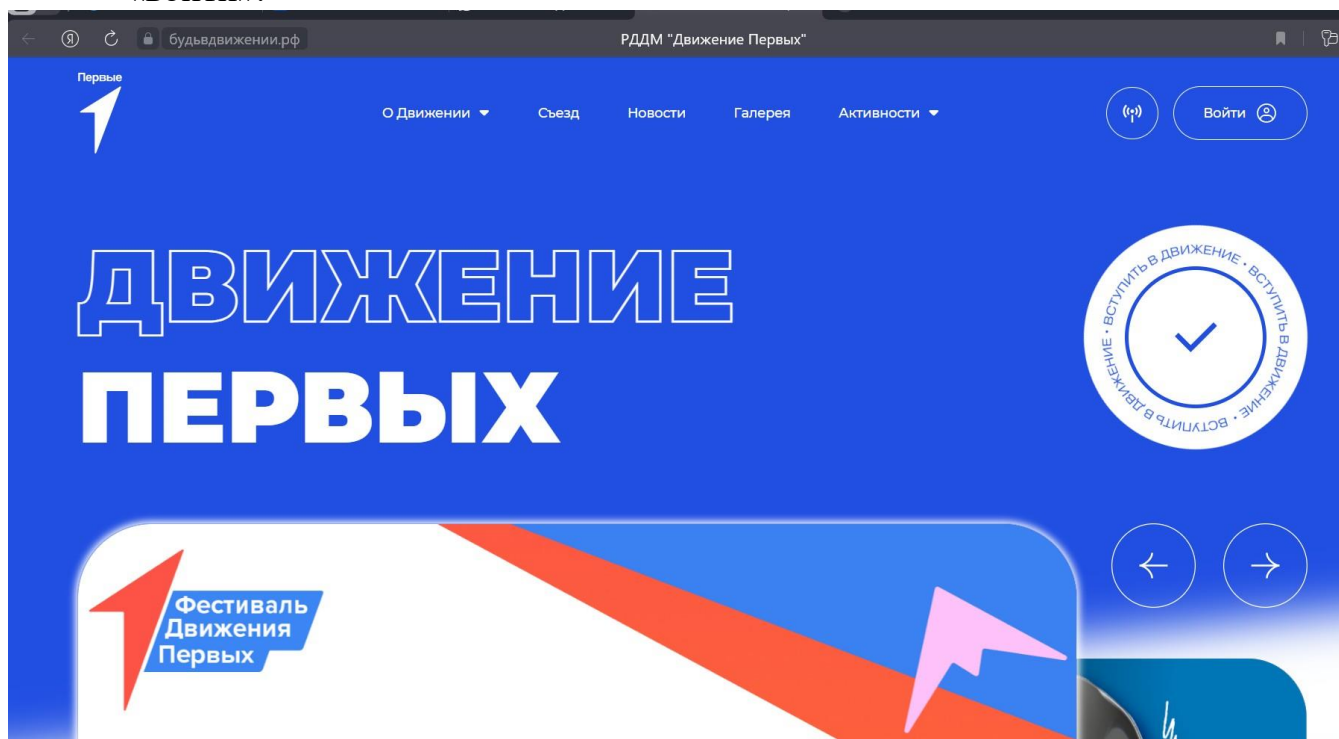 будьвдвижении.рф
РДДМ "Движение Первых"
Первые
О Движении
Съезд
Новости
Галерея
Активности
Войти
ДВИЖЕНИЕ
ПЕРВЫХ
ВСТУПИТЬ В ДВИЖЕНИЕ • ВСТУПИТЬ В ДВИЖЕНИЕ • ВСТУПИТЬ В ДВИЖЕНИЕ •
Фестиваль
Движения
Первых